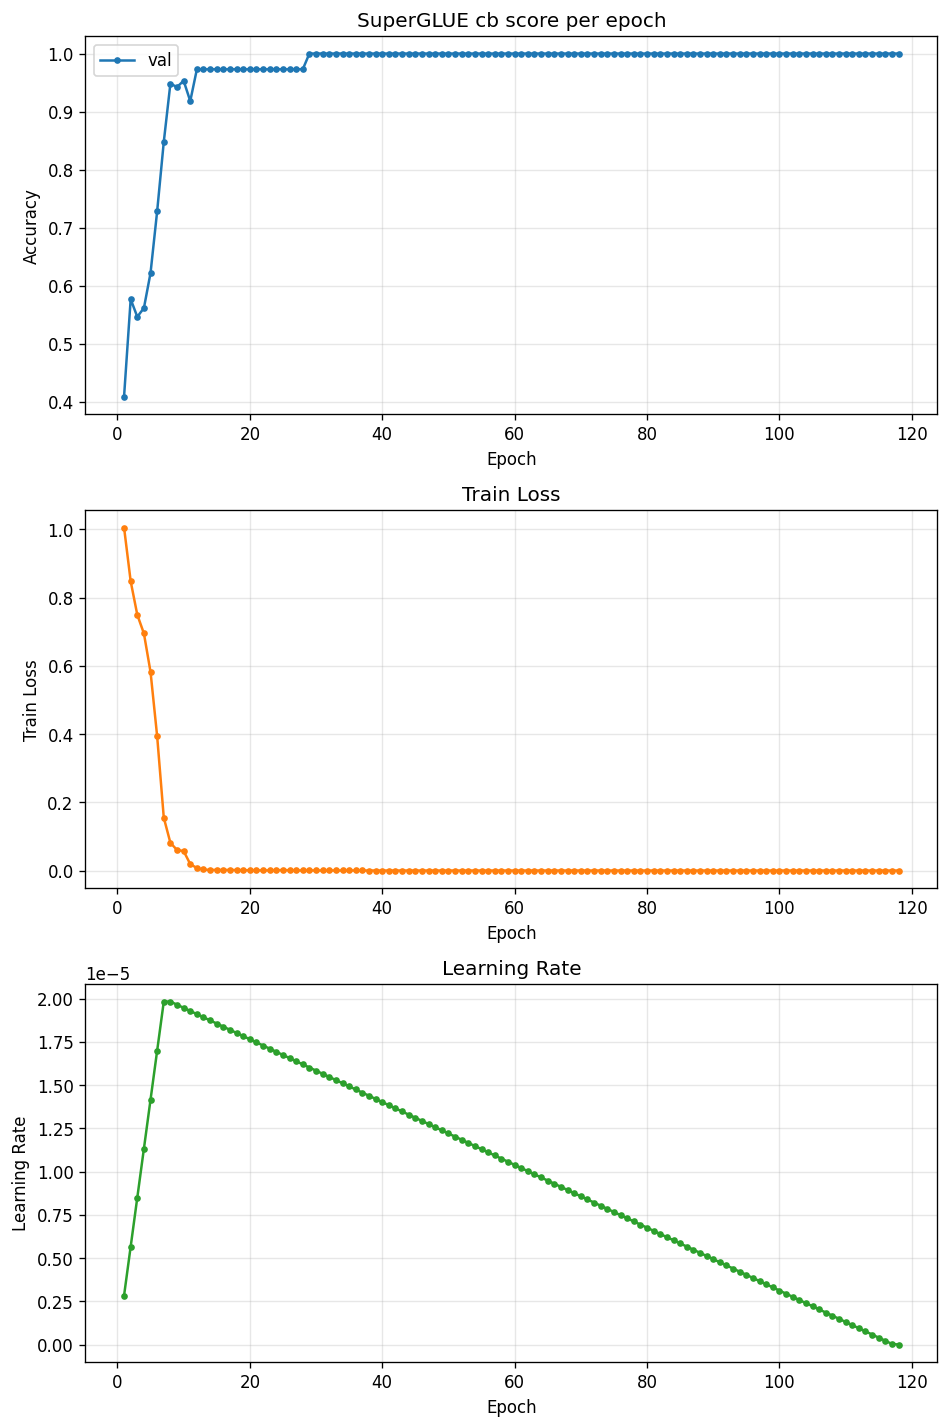 SuperGLUE cb score per epoch
val
1.0
0.9
0.8
0.7
0.6
0.5
0.4
Accuracy
0 20 40 60 80 100 120
Epoch
Train Loss
1.0
0.8
0.6
0.4
0.2
0.0
Train Loss
0 20 40 60 80 100 120
Epoch
Learning Rate
1e−5
2.00
1.75
1.50
1.25
1.00
0.75
0.50
0.25
0.00
Learning Rate
0 20 40 60 80 100 120
Epoch